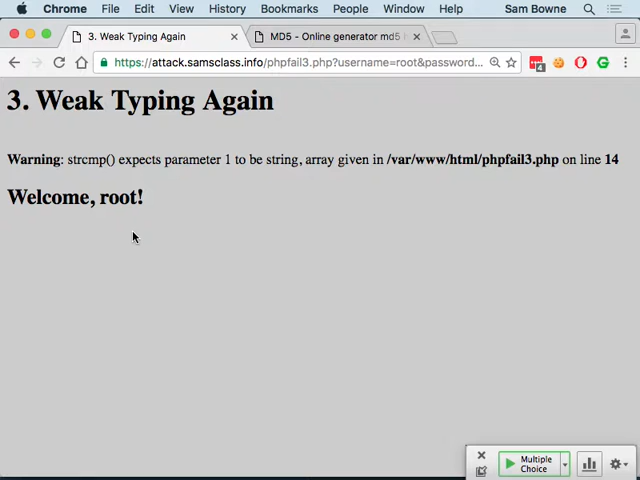 Chrome File Edit View History Bookmarks People Window Help Sam Bowne
3. Weak Typing Again
MD5 - Online generator md5
https://attack.samsclass.info/phpfail3.php?username=root&password...
4
3. Weak Typing Again
Warning: strcmp() expects parameter 1 to be string, array given in /var/www/html/phpfail3.php on line 14
Welcome, root!
Multiple
Choice